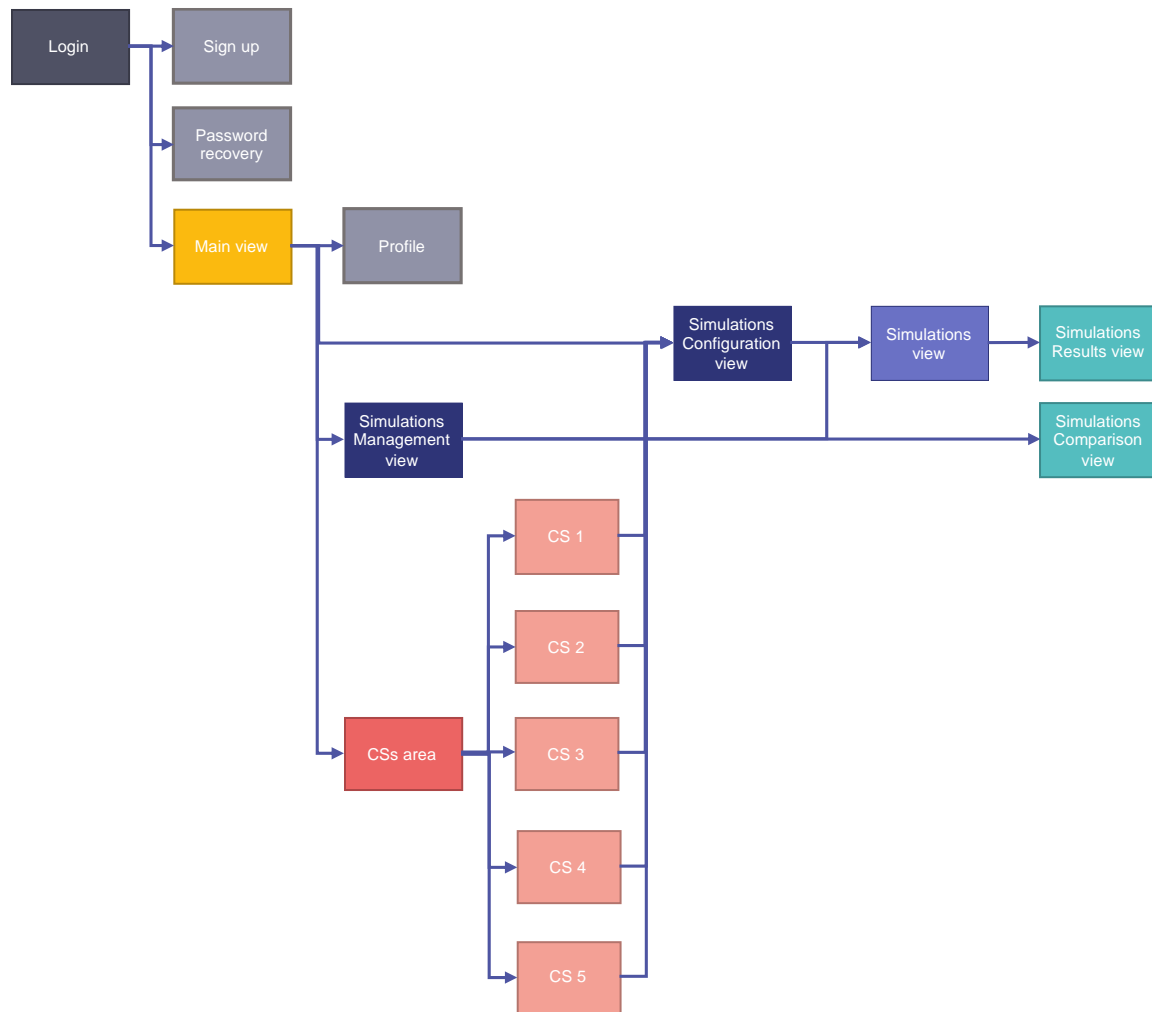 Login
Sign up
Password
recovery
Main view
Profile
Simulations
Configuration
view
Simulations
view
Simulations
Results view
Simulations
Management
view
Simulations
Comparison
view
CS 1
CS 2
CSs area
CS 3
CS 4
CS 5